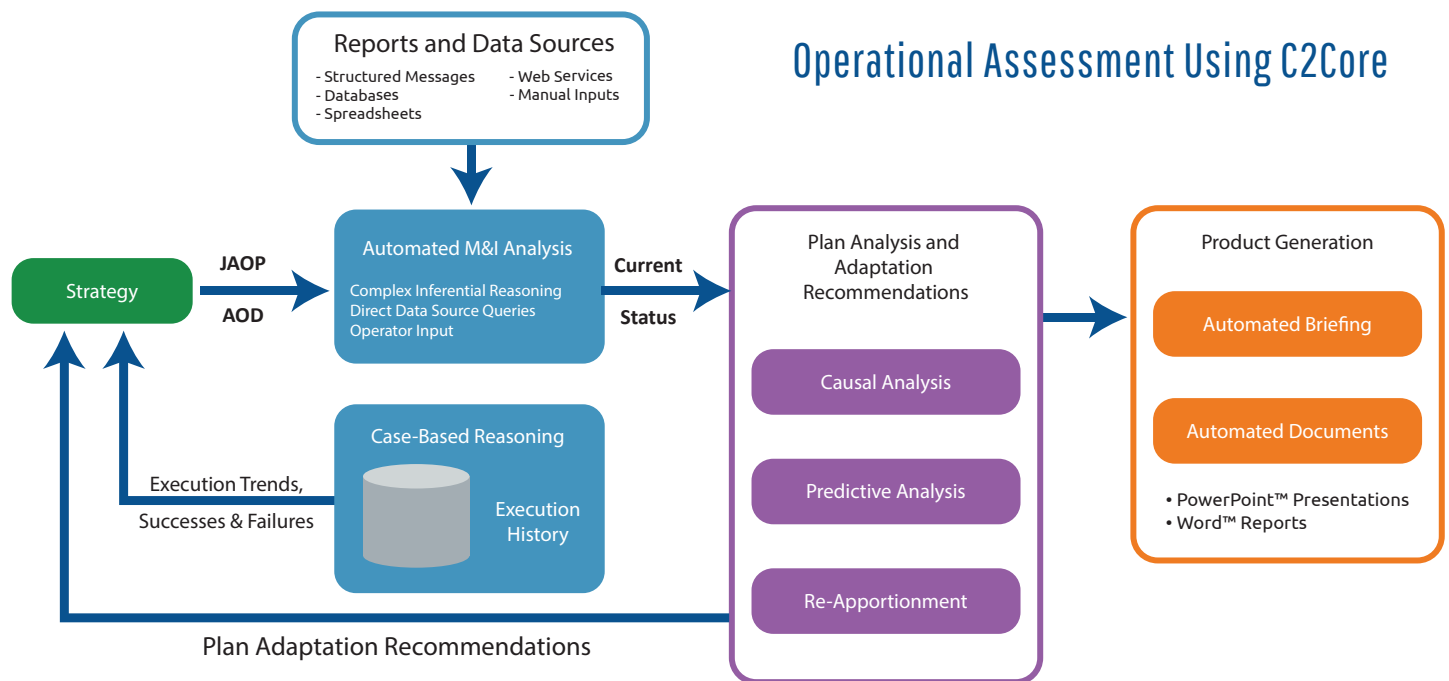 Operational Assessment Using C2Core
Reports and Data Sources
- Structured Messages
- Databases
- Spreadsheets
- Web Services
- Manual Inputs
Strategy
JAOP
AOD
Automated M&I Analysis
Complex Inferential Reasoning
Direct Data Source Queries
Operator Input
Current
Status
Case-Based Reasoning
Execution
History
Execution Trends,
Successes & Failures
Plan Adaptation Recommendations
Plan Analysis and
Adaptation
Recommendations
Causal Analysis
Predictive Analysis
Re-Apportionment
Product Generation
Automated Briefing
Automated Documents
• PowerPoint™ Presentations
• Word™ Reports